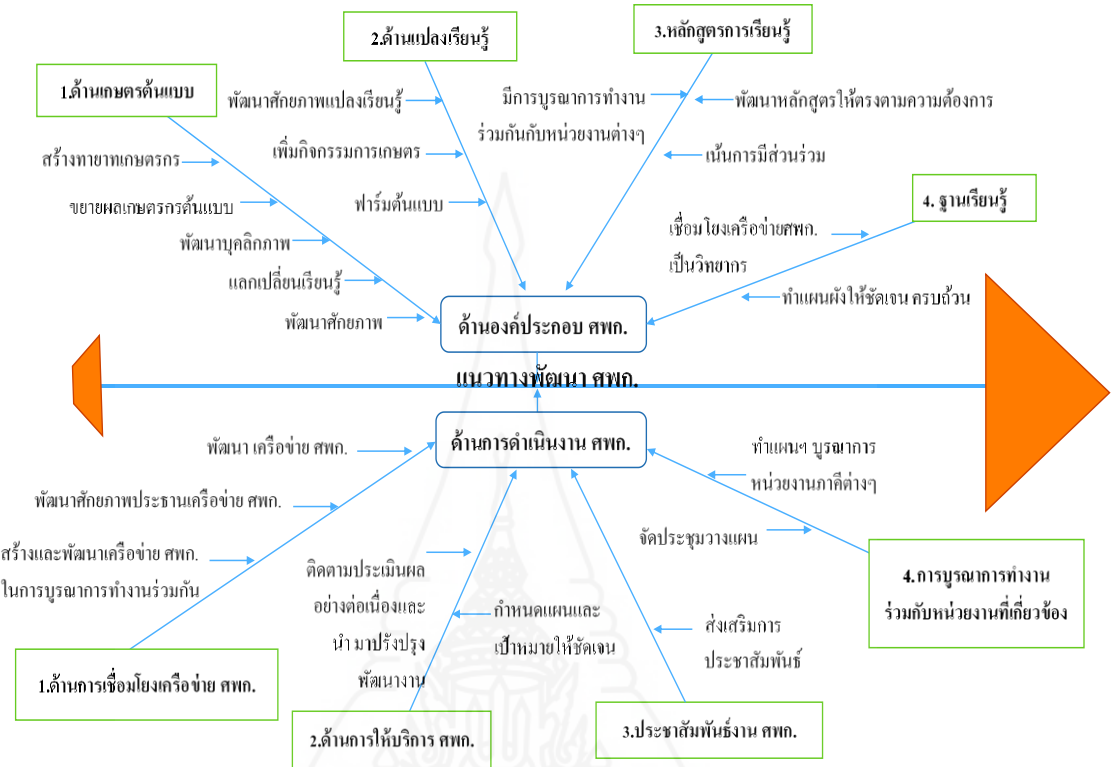 1.ด้านเกษตรต้นแบบ
สร้างทายาทเกษตรกร
ขยายผลเกษตรกรต้นแบบ
พัฒนาบุคลิกภาพ
แลกเปลี่ยนเรียนรู้
พัฒนาศักยภาพ
2.ด้านแปลงเรียนรู้
พัฒนาศักยภาพแปลงเรียนรู้
เพิ่มกิจกรรมการเกษตร
ฟาร์มต้นแบบ
3.หลักสูตรการเรียนรู้
มีการบูรณาการทำงาน
ร่วมกันกับหน่วยงานต่างๆ
พัฒนาหลักสูตรให้ตรงตามความต้องการ
เน้นการมีส่วนร่วม
4. ฐานเรียนรู้
เชื่อมโยงเครือข่ายศพก.
เป็นวิทยากร
ทำแผนผังให้ชัดเจน ครบถ้วน
ด้านองค์ประกอบ ศพก.
แนวทางพัฒนา ศพก.
ด้านการดำเนินงาน ศพก.
พัฒนา เครือข่าย ศพก.
พัฒนาศักยภาพประธานเครือข่าย ศพก.
สร้างและพัฒนาเครือข่าย ศพก.
ในการบูรณาการทำงานร่วมกัน
1.ด้านการเชื่อมโยงเครือข่าย ศพก.
ติดตามประเมินผล
อย่างต่อเนื่องและ
นำ มาปรังปรุง
พัฒนางาน
กำหนดแผนและ
เป้าหมายให้ชัดเจน
2.ด้านการให้บริการ ศพก.
ส่งเสริมการ
ประชาสัมพันธ์
3.ประชาสัมพันธ์งาน ศพก.
ทำแผนฯ บูรณาการ
หน่วยงานภาคีต่างๆ
จัดประชุมวางแผน
4.การบูรณาการทำงาน
ร่วมกับหน่วยงานที่เกี่ยวข้อง